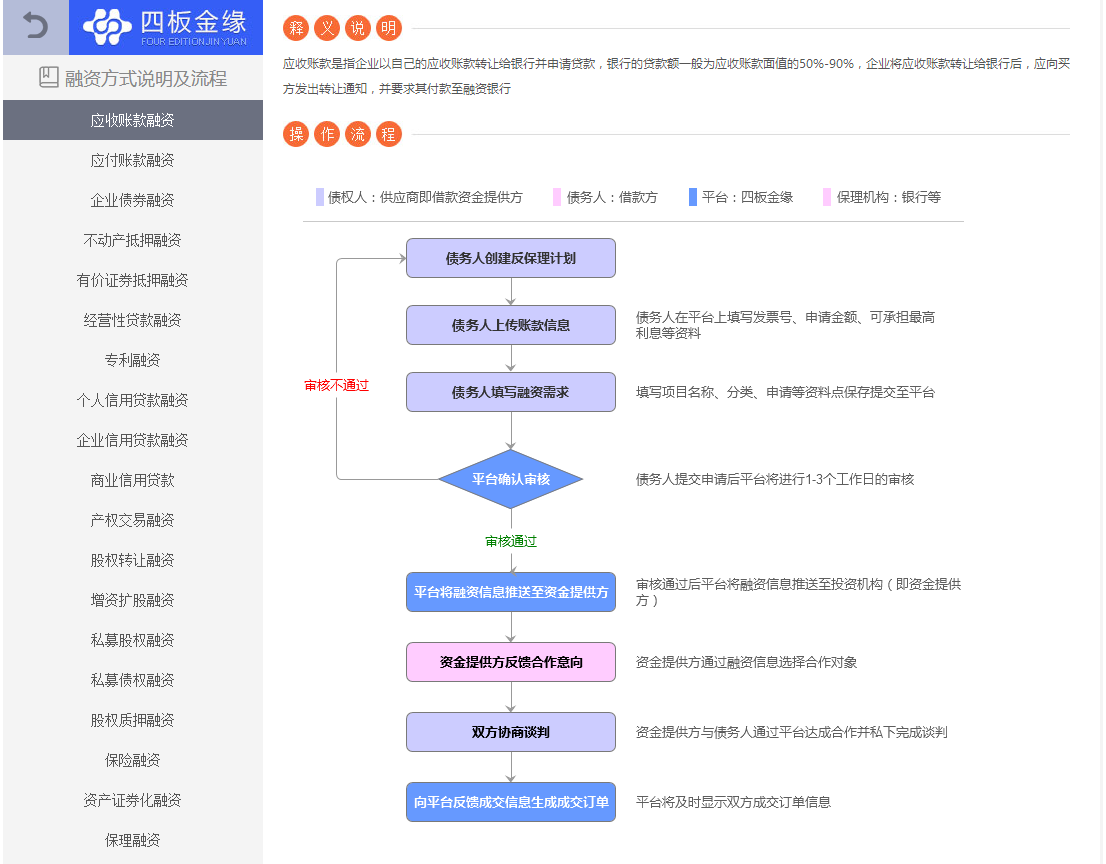 四板金缘
FOUR EDITIONJINYUAN
融资方式说明及流程
应收账款融资
应付账款融资
企业债券融资
不动产抵押融资
有价证券抵押融资
经营性贷款融资
专利融资
个人信用贷款融资
企业信用贷款融资
商业信用贷款
产权交易融资
股权转让融资
增资扩股融资
私募股权融资
私募债权融资
股权质押融资
保险融资
资产证券化融资
保理融资
释义说明
应收账款是指企业以自己的应收账款转让给银行并申请贷款，银行的贷款额一般为应收账款面值的50%-90%，企业将应收账款转让给银行后，应向买
方发出转让通知，并要求其付款至融资银行
操作流程
债权人：供应商即借款资金提供方 债务人：借款方 平台：四板金缘 保理机构：银行等
债务人创建反保理计划
债务人上传账款信息
债务人在平台上填写发票号、申请金额、可承担最高
利息等资料
审核不通过
债务人填写融资需求
填写项目名称、分类、申请等资料点保存提交至平台
平台确认审核
债务人提交申请后平台将进行1-3个工作日的审核
审核通过
平台将融资信息推送至资金提供方
审核通过后平台将融资信息推送至投资机构（即资金提供
方）
资金提供方反馈合作意向
资金提供方通过融资信息选择合作对象
双方协商谈判
资金提供方与债务人通过平台达成合作并私下完成谈判
向平台反馈成交信息生成成交订单
平台将及时显示双方成交订单信息